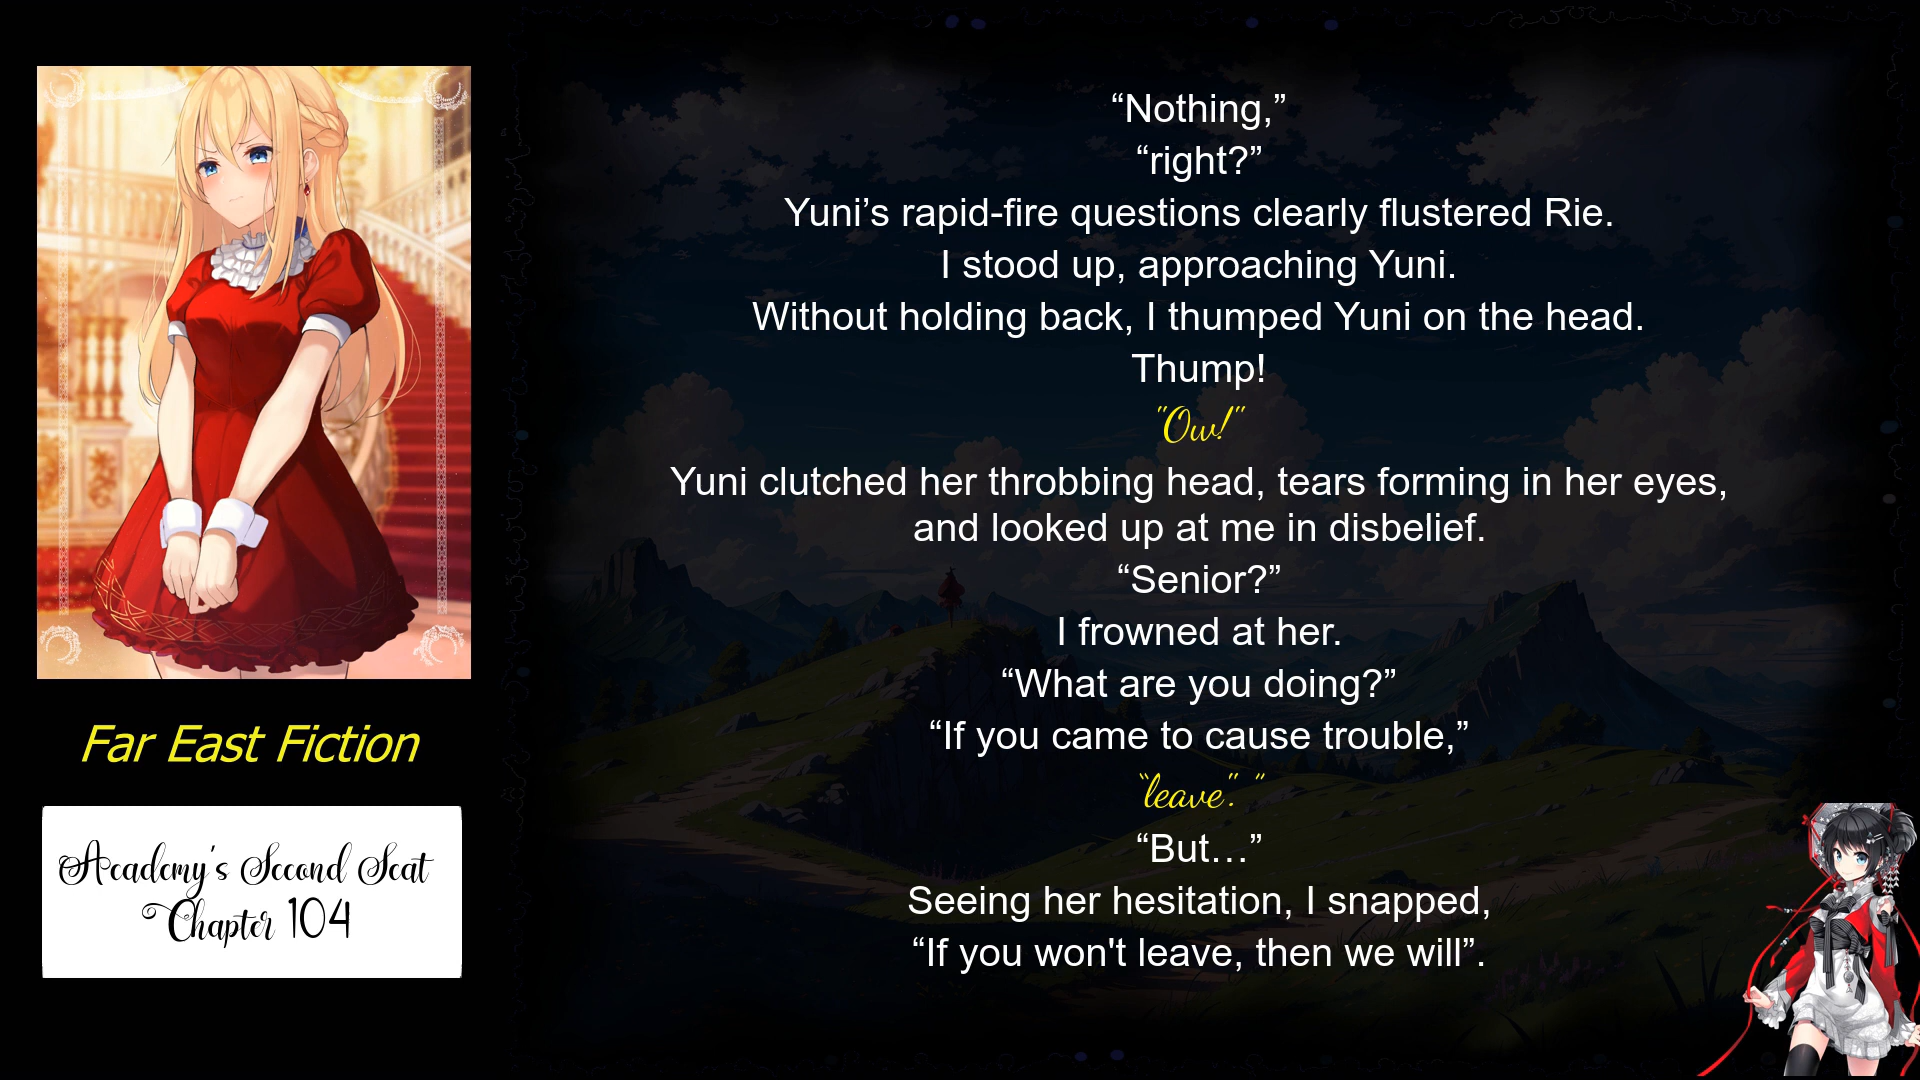 “Nothing,”
“right?”
Yuni’s rapid-fire questions clearly flustered Rie.
I stood up, approaching Yuni.
Without holding back, I thumped Yuni on the head.
Thump!
"Ow!"
Yuni clutched her throbbing head, tears forming in her eyes,
and looked up at me in disbelief.
“Senior?”
I frowned at her.
“What are you doing?”
“If you came to cause trouble,”
“leave”. ”
“But…”
Seeing her hesitation, I snapped,
“If you won't leave, then we will”.
Far East Fiction
Academy's Second Seat
Chapter 104